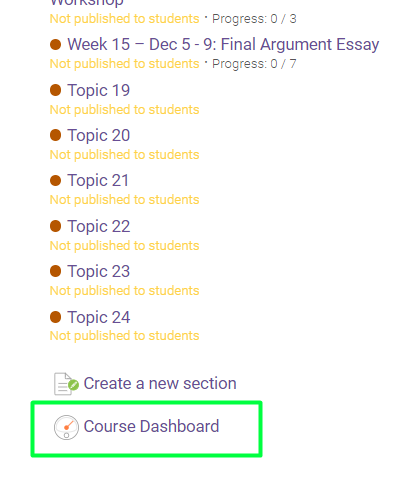 Workshop
Not published to students · Progress: 0 / 3
Week 15 – Dec 5 - 9: Final Argument Essay
Not published to students · Progress: 0 / 7
Topic 19
Not published to students
Topic 20
Not published to students
Topic 21
Not published to students
Topic 22
Not published to students
Topic 23
Not published to students
Topic 24
Not published to students
Create a new section
Course Dashboard